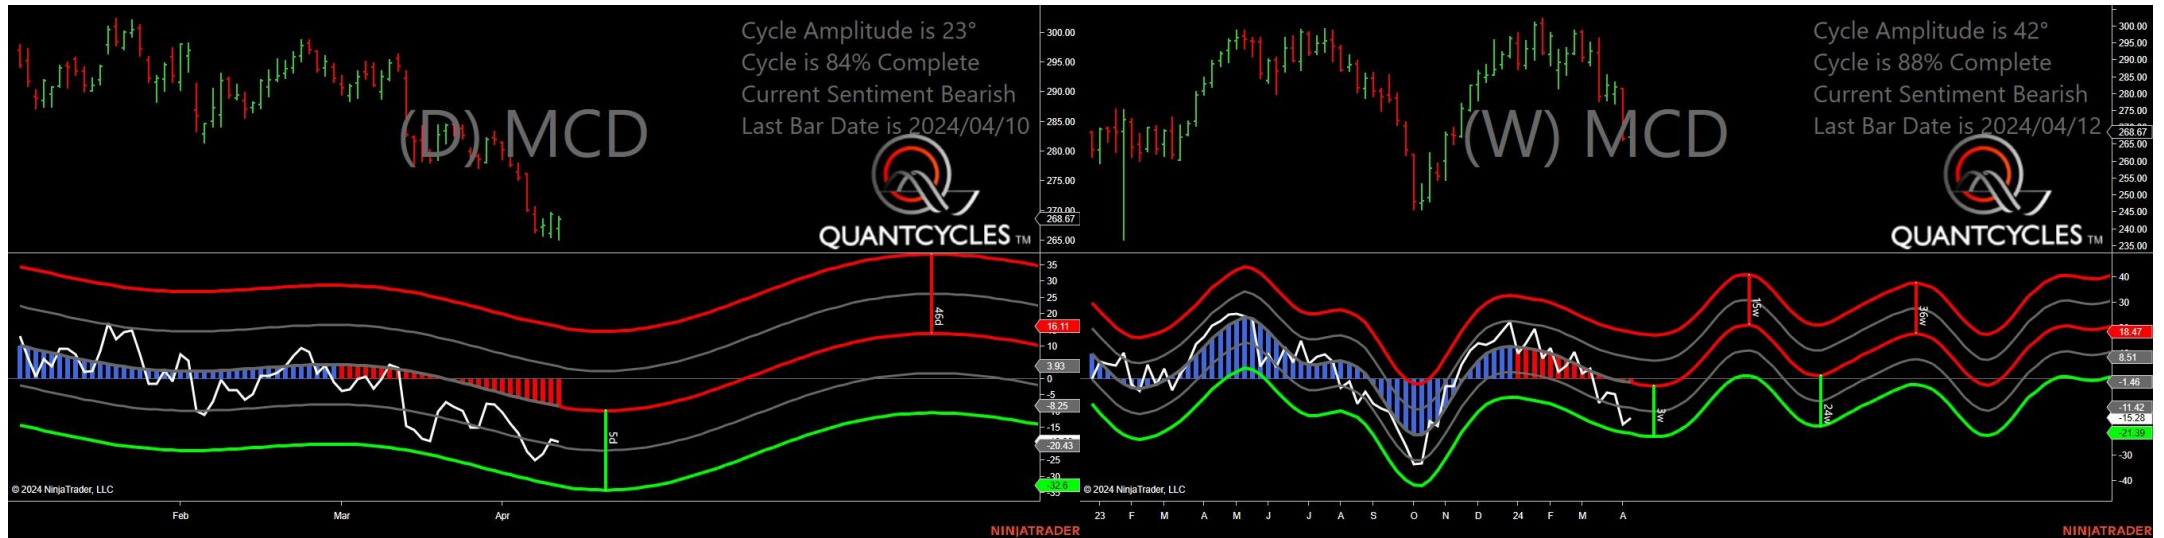 Cycle Amplitude is 23°
Cycle is 84% Complete
Current Sentiment Bearish
Last Bar Date is 2024/04/10
(D) MCD
QUANTCYCLES TM
300.00
295.00
290.00
285.00
280.00
275.00
270.00
268.67
265.00
35
30
25
20
16.11
10
3.93
0
-8.25
-10
-15
-20.43
-25
-30
-32.6
-35
46d
5d
© 2024 NinjaTrader, LLC
Feb
Mar
Apr
NINJATRADER
Cycle Amplitude is 42°
Cycle is 88% Complete
Current Sentiment Bearish
Last Bar Date is 2024/04/12
(W) MCD
QUANTCYCLES TM
300.00
295.00
290.00
285.00
280.00
275.00
270.00
268.67
265.00
260.00
255.00
250.00
245.00
240.00
235.00
40
30
18.47
8.51
-1.46
-11.42
-15.28
-21.39
-30
-40
15w
36w
3w
24w
© 2024 NinjaTrader, LLC
23 F M A M J J A S O N D 24 F M A
NINJATRADER